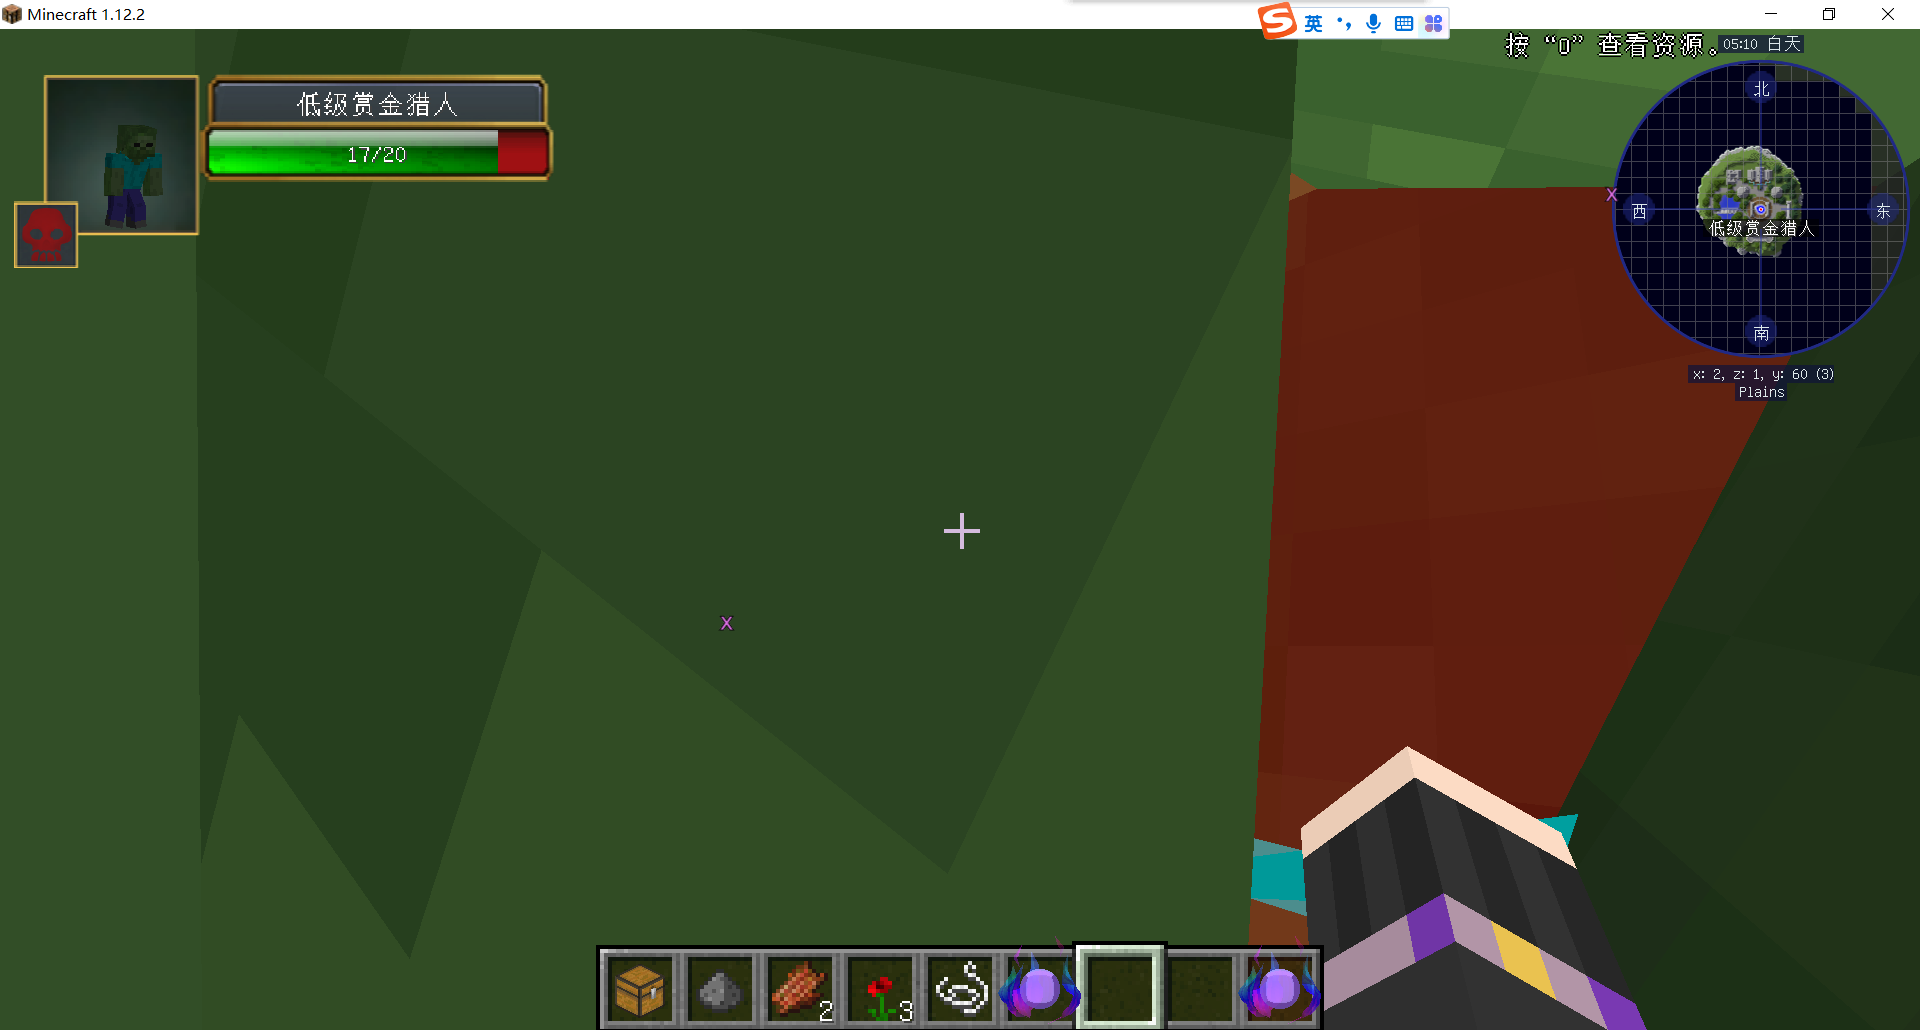 Minecraft 1.12.2
英
按 “0” 查看资源。
05:10 白天
低级赏金猎人
17/20
北
西
东
低级赏金猎人
南
x: 2, z: 1, y: 60 (3)
Plains
X
X
2
3